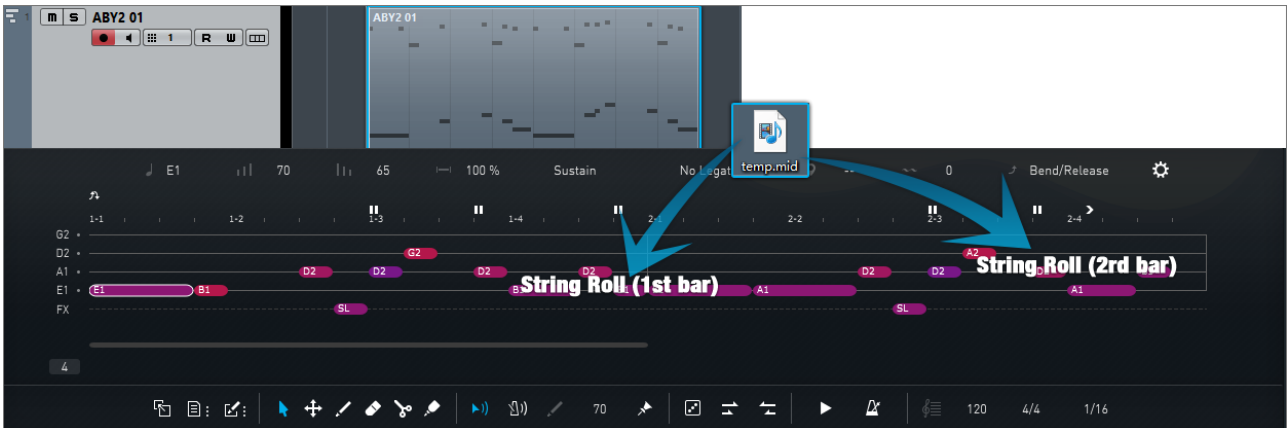 1 m s ABY2 01
1 R W
ABY2 01
temp.mid
E1 70 65 100 % Sustain No Legat 0 Bend/Release
1-1 1-2 1-3 1-4 2-1 2-2 2-3 2-4
G2
D2 G2 A2
A1 D2 D2 D2 D2 D2 D2
E1 E1 B1 A1 A1
FX SL SL
String Roll (1st bar)
String Roll (2rd bar)
4
70 120 4/4 1/16